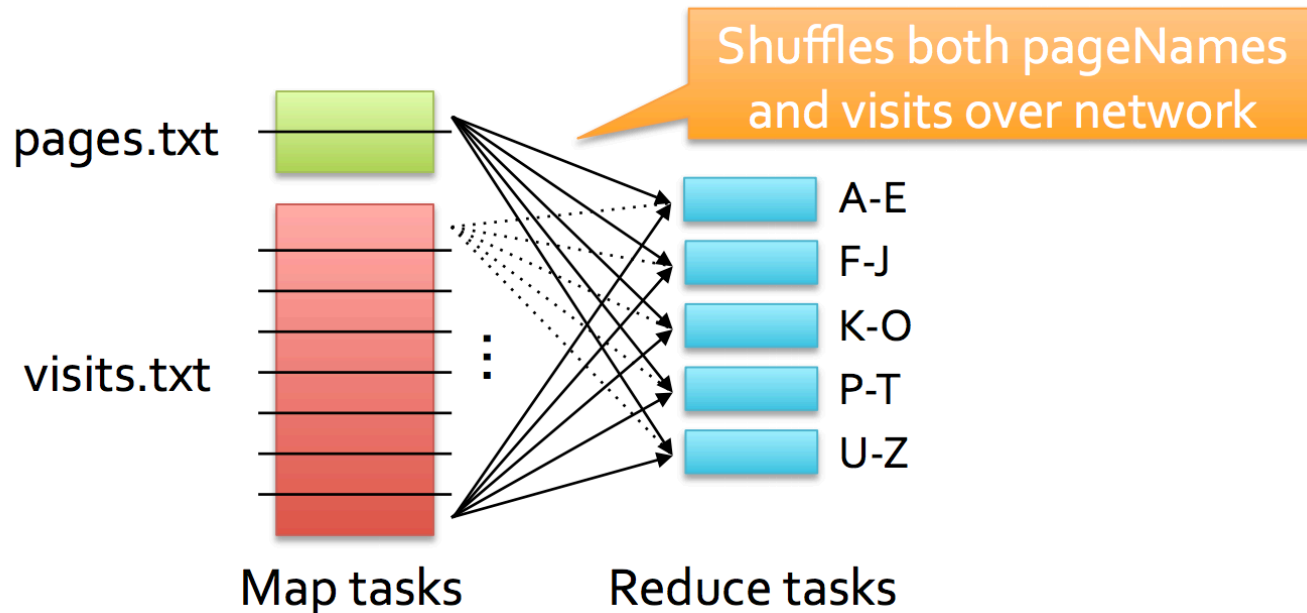 Shuffles both pageNames
and visits over network
pages.txt
visits.txt
⋮
A-E
F-J
K-O
P-T
U-Z
Map tasks
Reduce tasks